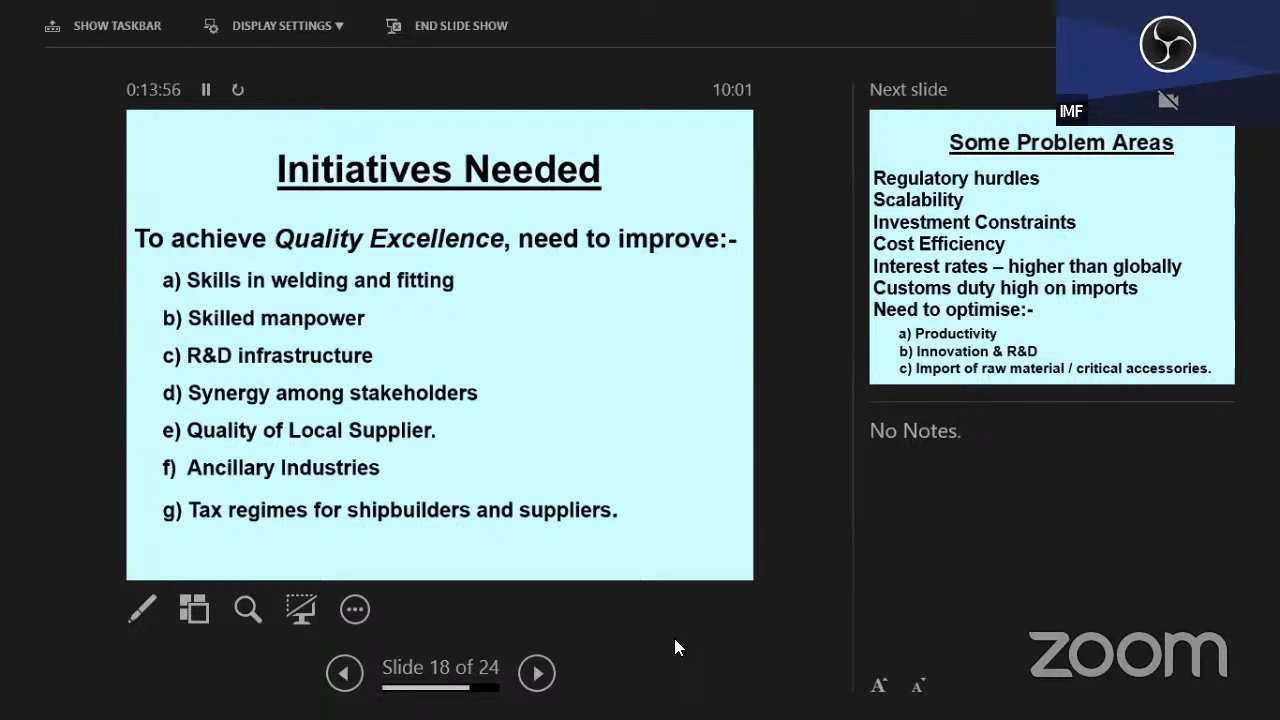 SHOW TASKBAR
DISPLAY SETTINGS ▼
END SLIDE SHOW
0:13:56
10:01
Initiatives Needed
To achieve Quality Excellence, need to improve:-
a) Skills in welding and fitting
b) Skilled manpower
c) R&D infrastructure
d) Synergy among stakeholders
e) Quality of Local Supplier.
f) Ancillary Industries
g) Tax regimes for shipbuilders and suppliers.
Slide 18 of 24
Next slide
IMF
Some Problem Areas
Regulatory hurdles
Scalability
Investment Constraints
Cost Efficiency
Interest rates – higher than globally
Customs duty high on imports
Need to optimise:-
a) Productivity
b) Innovation & R&D
c) Import of raw material / critical accessories.
No Notes.
zoom
A A